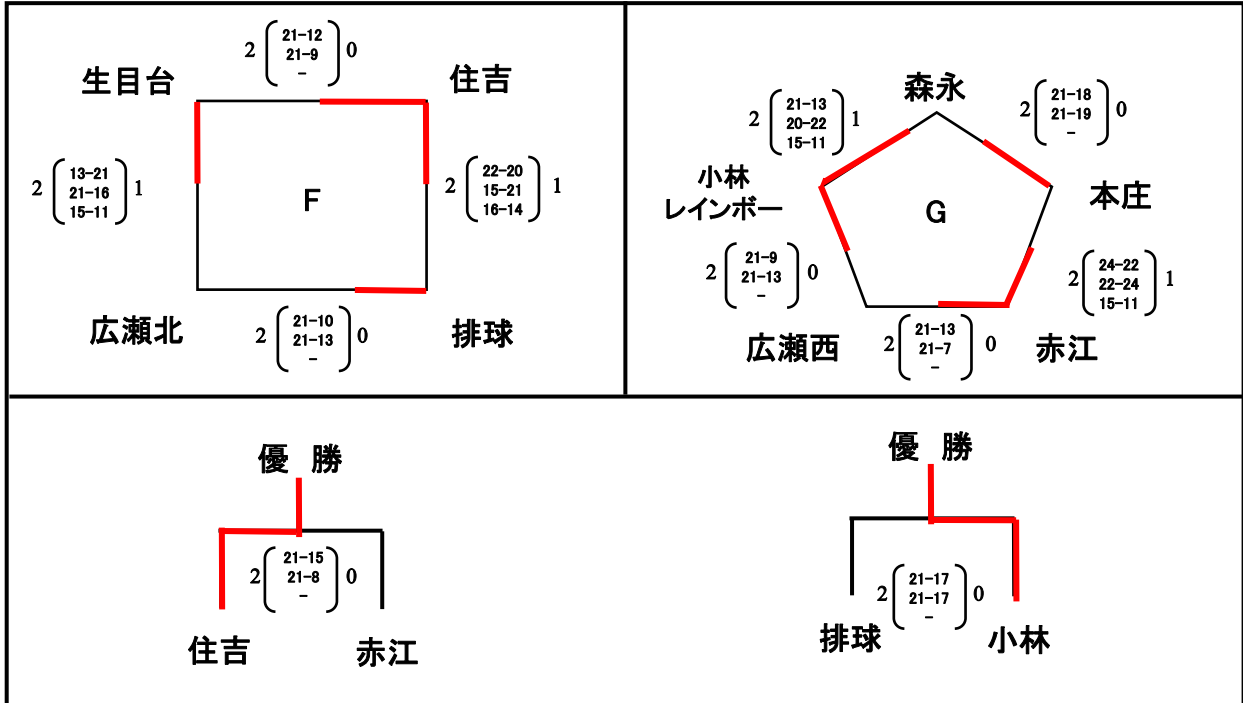 生目台
2 21-12 0
21-9
-
住吉
2 13-21 1
21-16
15-11
F
2 22-20 1
15-21
16-14
広瀬北
2 21-10 0
21-13
-
排球
森永
2 21-13 1
20-22
15-11
2 21-18 0
21-19
-
小林
レインボー
G
本庄
2 21-9 0
21-13
-
2 24-22 1
22-24
15-11
広瀬西
2 21-13 0
21-7
-
赤江
優 勝
2 21-15 0
21-8
-
住吉
赤江
優 勝
2 21-17 0
21-17
-
排球
小林